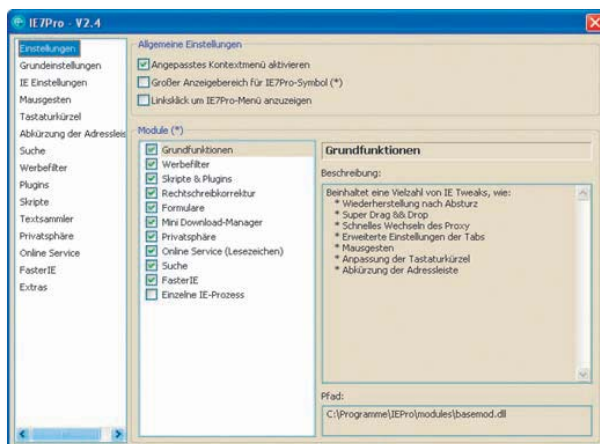 IE7Pro - V2.4
Einstellungen
Grundeinstellungen
IE Einstellungen
Mausgesten
Tastaturkürzel
Abkürzung der Adressleis
Suche
Werbefilter
Plugins
Skripte
Textsammler
Privatsphäre
Online Service
FasterIE
Extras
Allgemeine Einstellungen
Angepasstes Kontextmenü aktivieren
Großer Anzeigebereich für IE7Pro-Symbol (*)
Linksklick um IE7Pro-Menü anzuzeigen
Module (*)
Grundfunktionen
Werbefilter
Skripte & Plugins
Rechtschreibkorrektur
Formulare
Mini Download-Manager
Privatsphäre
Online Service (Lesezeichen)
Suche
FasterIE
Einzelne IE-Prozess
Grundfunktionen
Beschreibung:
Beinhaltet eine Vielzahl von IE Tweaks, wie:
* Wiederherstellung nach Absturz
* Super Drag && Drop
* Schnelles Wechseln des Proxy
* Erweiterte Einstellungen der Tabs
* Mausgesten
* Anpassung der Tastaturkürzel
* Abkürzung der Adressleiste
Pfad:
C:\Programme\IEPro\modules\basemod.dll